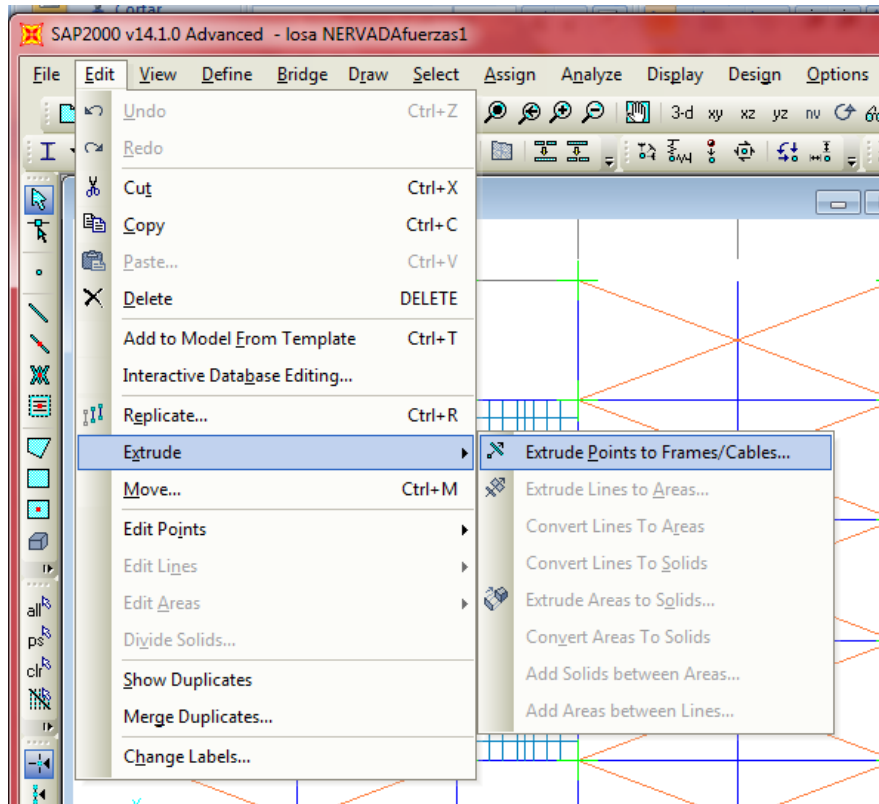 Cortar
SAP2000 v14.1.0 Advanced - losa NERVADAfuerzas1
File Edit View Define Bridge Draw Select Assign Analyze Display Design Options
3-d xy xz yz nv
Undo Ctrl+Z
Redo
Cut Ctrl+X
Copy Ctrl+C
Paste... Ctrl+V
Delete DELETE
Add to Model From Template Ctrl+T
Interactive Database Editing...
Replicate... Ctrl+R
Extrude
Extrude Points to Frames/Cables...
Extrude Lines to Areas...
Convert Lines To Areas
Convert Lines To Solids
Extrude Areas to Solids...
Convert Areas To Solids
Add Solids between Areas...
Add Areas between Lines...
Move... Ctrl+M
Edit Points
Edit Lines
Edit Areas
Divide Solids...
Show Duplicates
Merge Duplicates...
Change Labels...
all
ps
clr